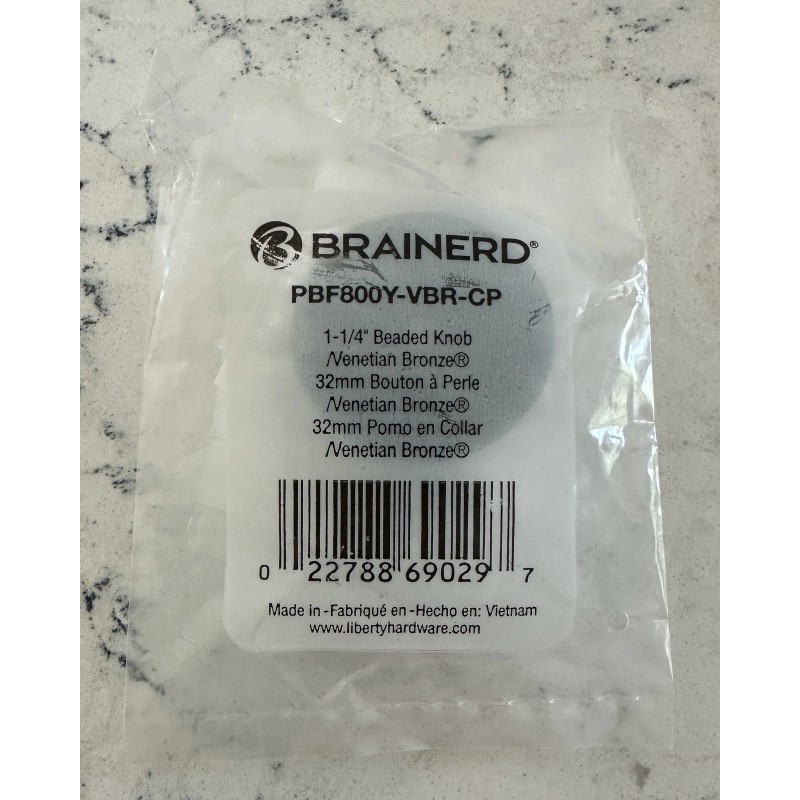 BRAINERD®
PBF800Y-VBR-CP
1-1/4" Beaded Knob
/Venetian Bronze®
32mm Bouton à Perle
/Venetian Bronze®
32mm Pomo en Collar
/Venetian Bronze®
0 22788 69029 7
Made in -Fabriqué en -Hecho en: Vietnam
www.libertyhardware.com